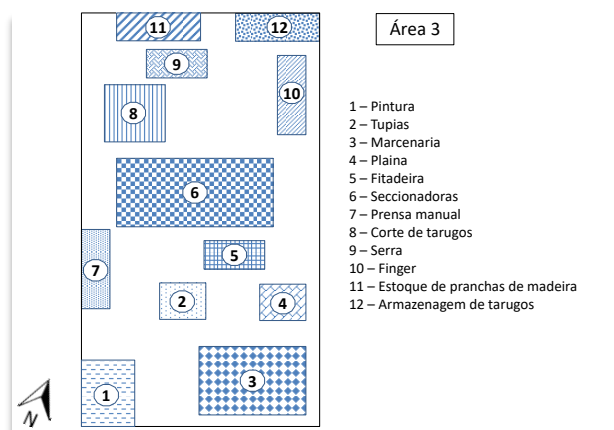 Área 3
11
12
9
10
8
6
5
7
2
4
3
1
N
1 – Pintura
2 – Tupias
3 – Marcenaria
4 – Plaina
5 – Fitadeira
6 – Seccionadoras
7 – Prensa manual
8 – Corte de tarugos
9 – Serra
10 – Finger
11 – Estoque de pranchas de madeira
12 – Armazenagem de tarugos